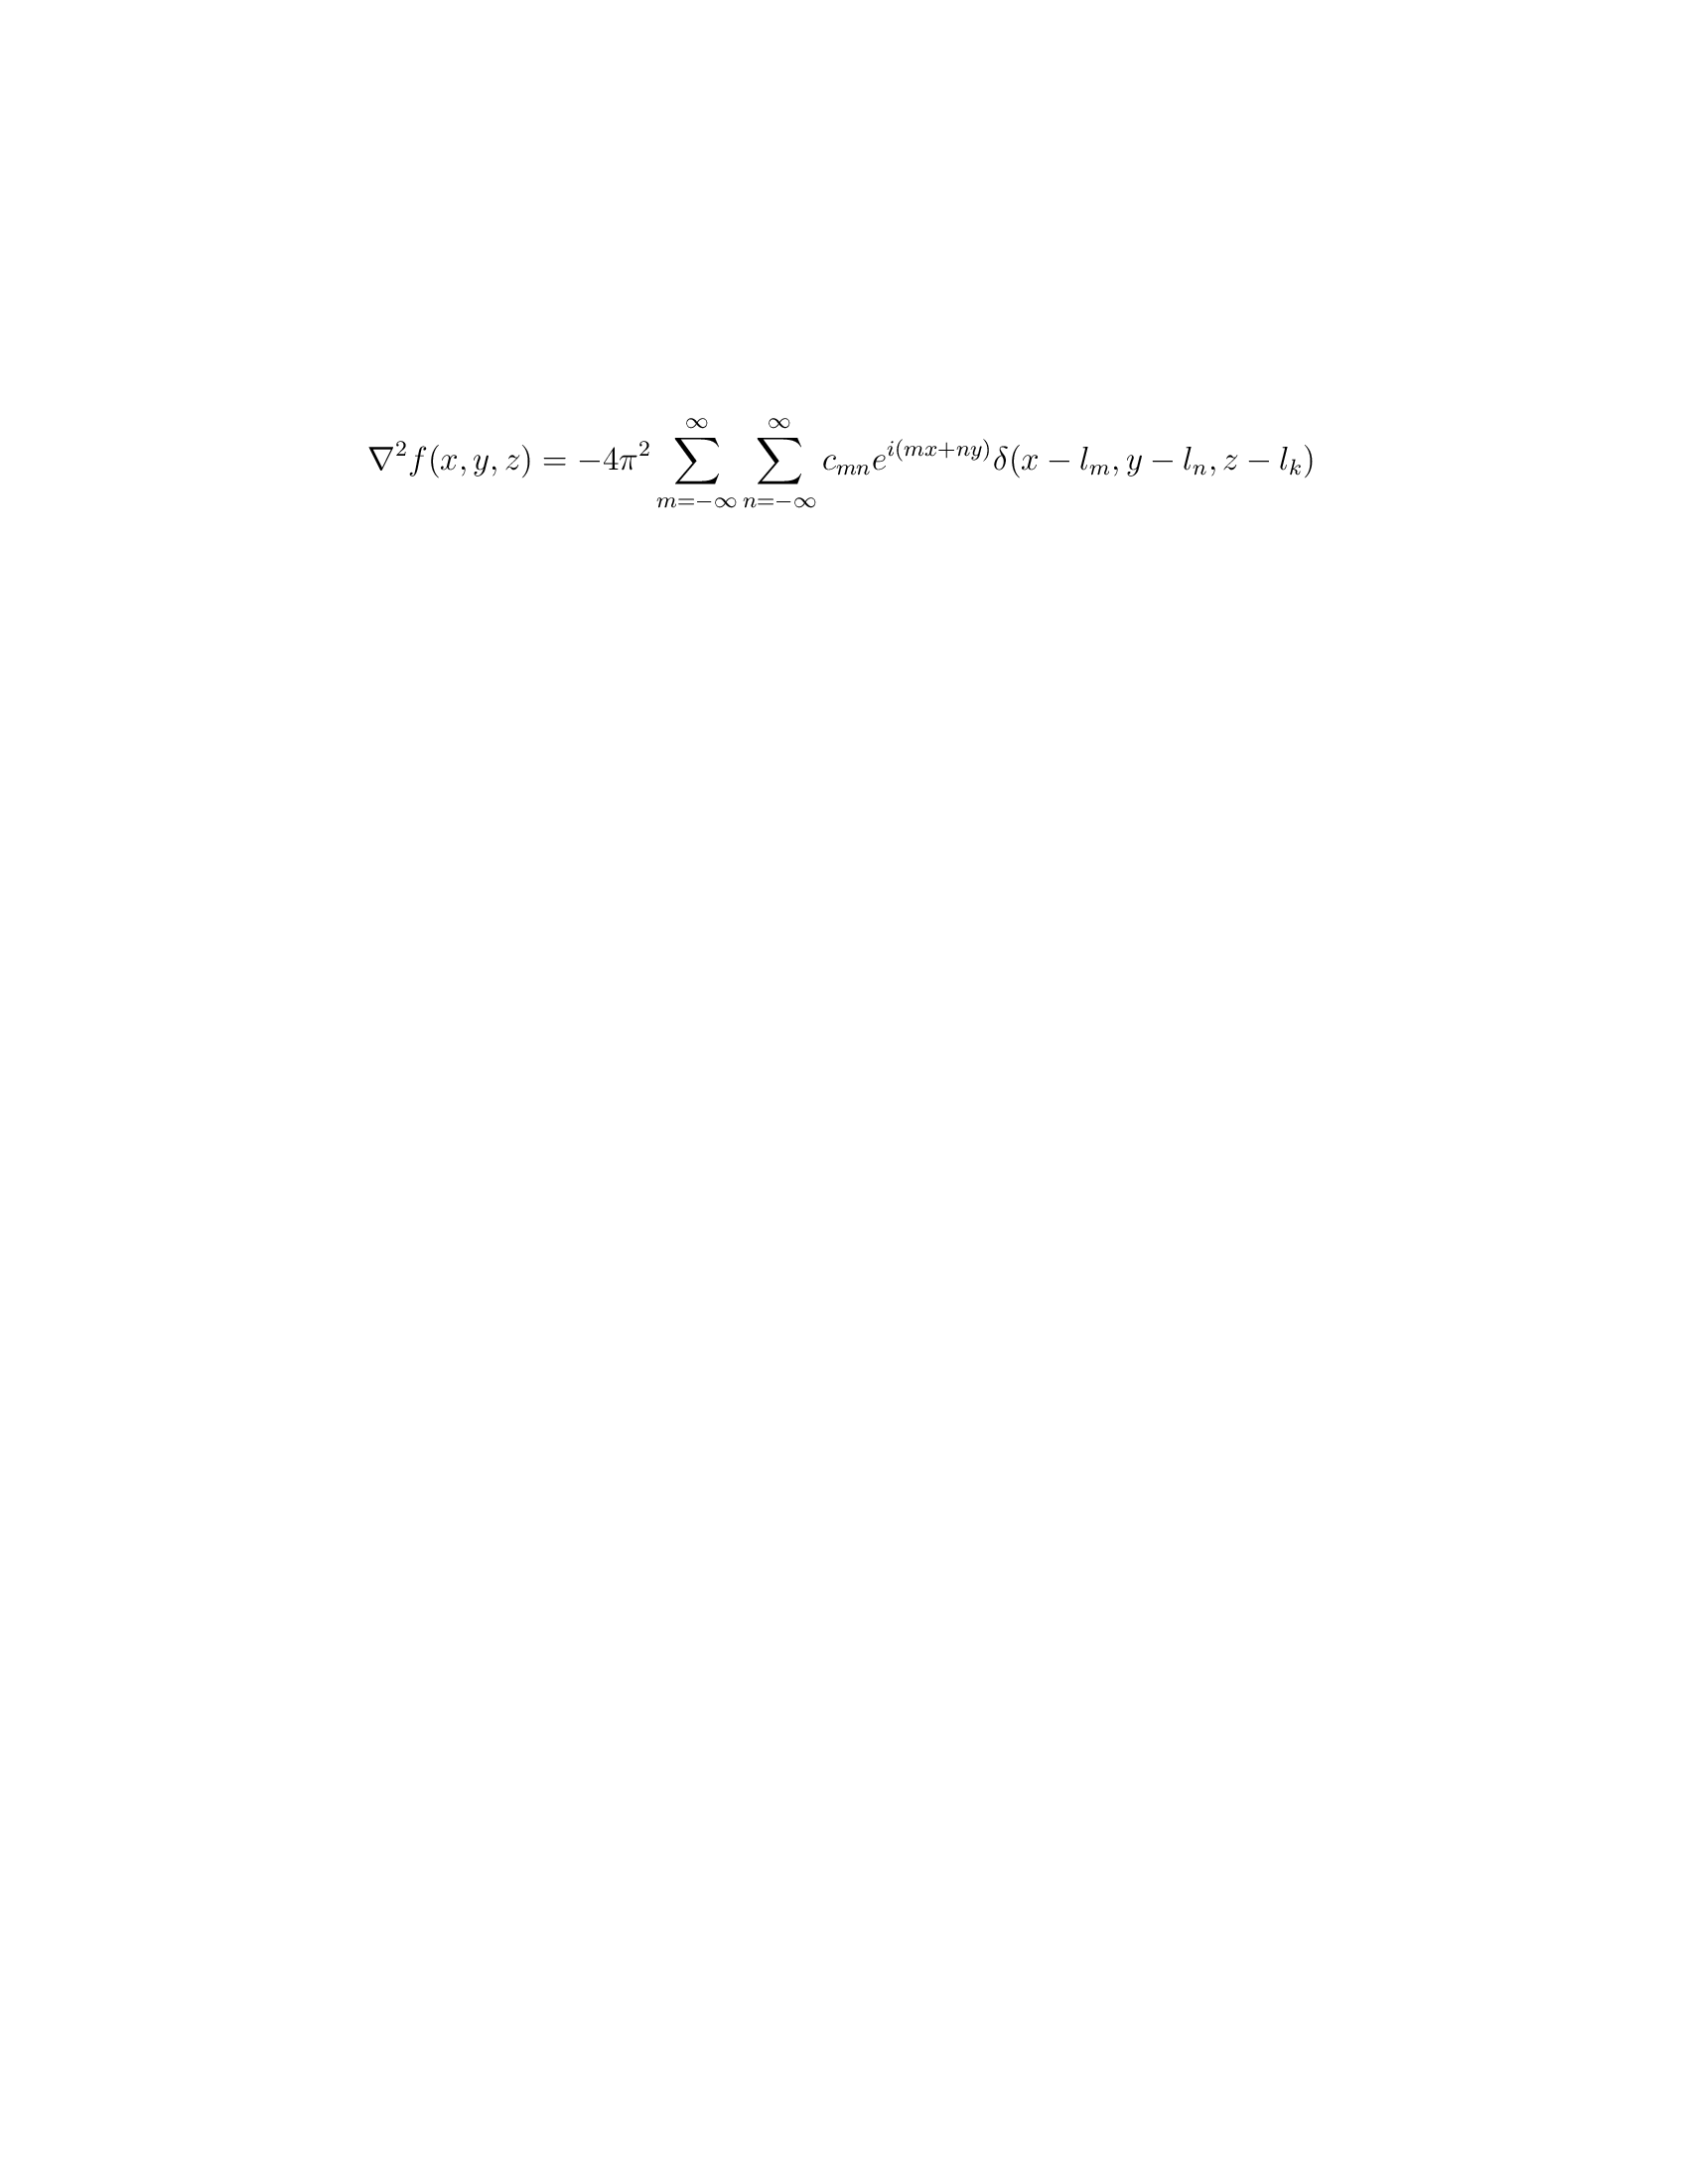 ∇²f(x, y, z) = −4π² ∑_{m=−∞}^{∞} ∑_{n=−∞}^{∞} c_{mn} e^{i(mx+ny)} δ(x − l_m, y − l_n, z − l_k)